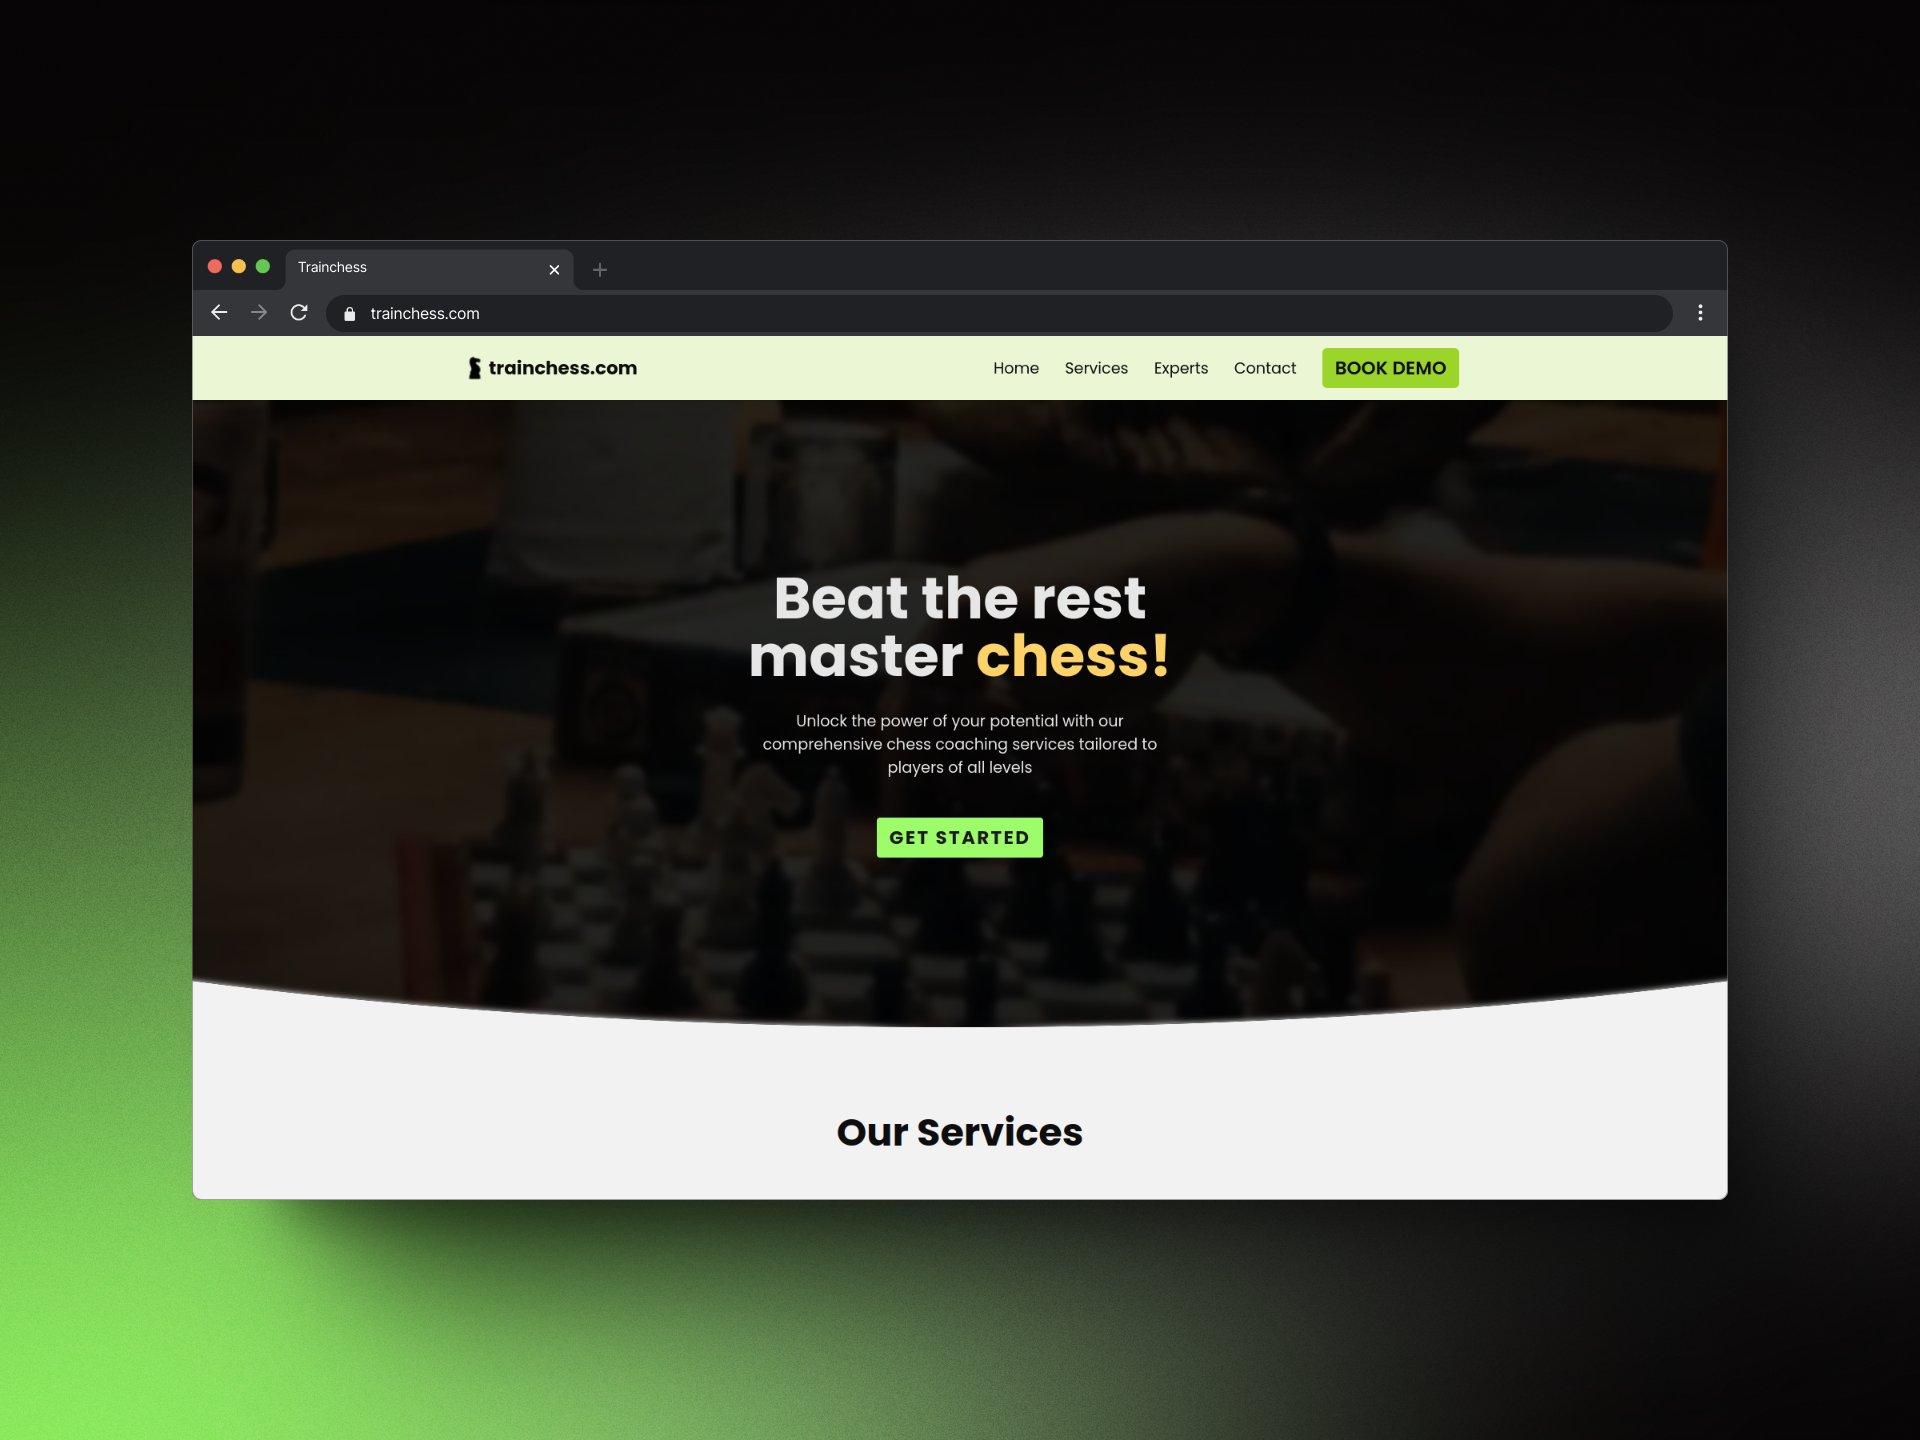 Trainchess
trainchess.com
trainchess.com
Home Services Experts Contact BOOK DEMO
Beat the rest
master chess!
Unlock the power of your potential with our
comprehensive chess coaching services tailored to
players of all levels
GET STARTED
Our Services